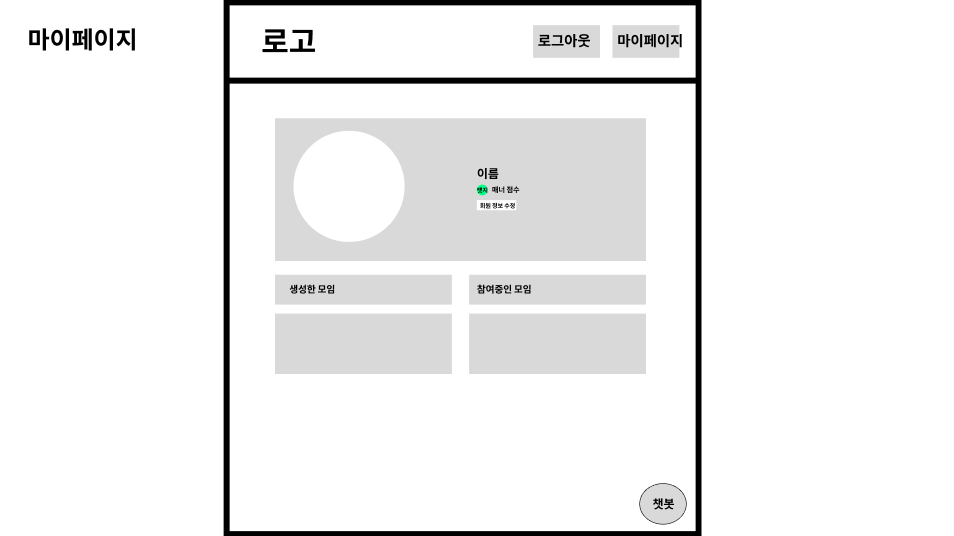 마이페이지
로고
로그아웃
마이페이지
이름
뱃지 매너 점수
회원 정보 수정
생성한 모임
참여중인 모임
챗봇